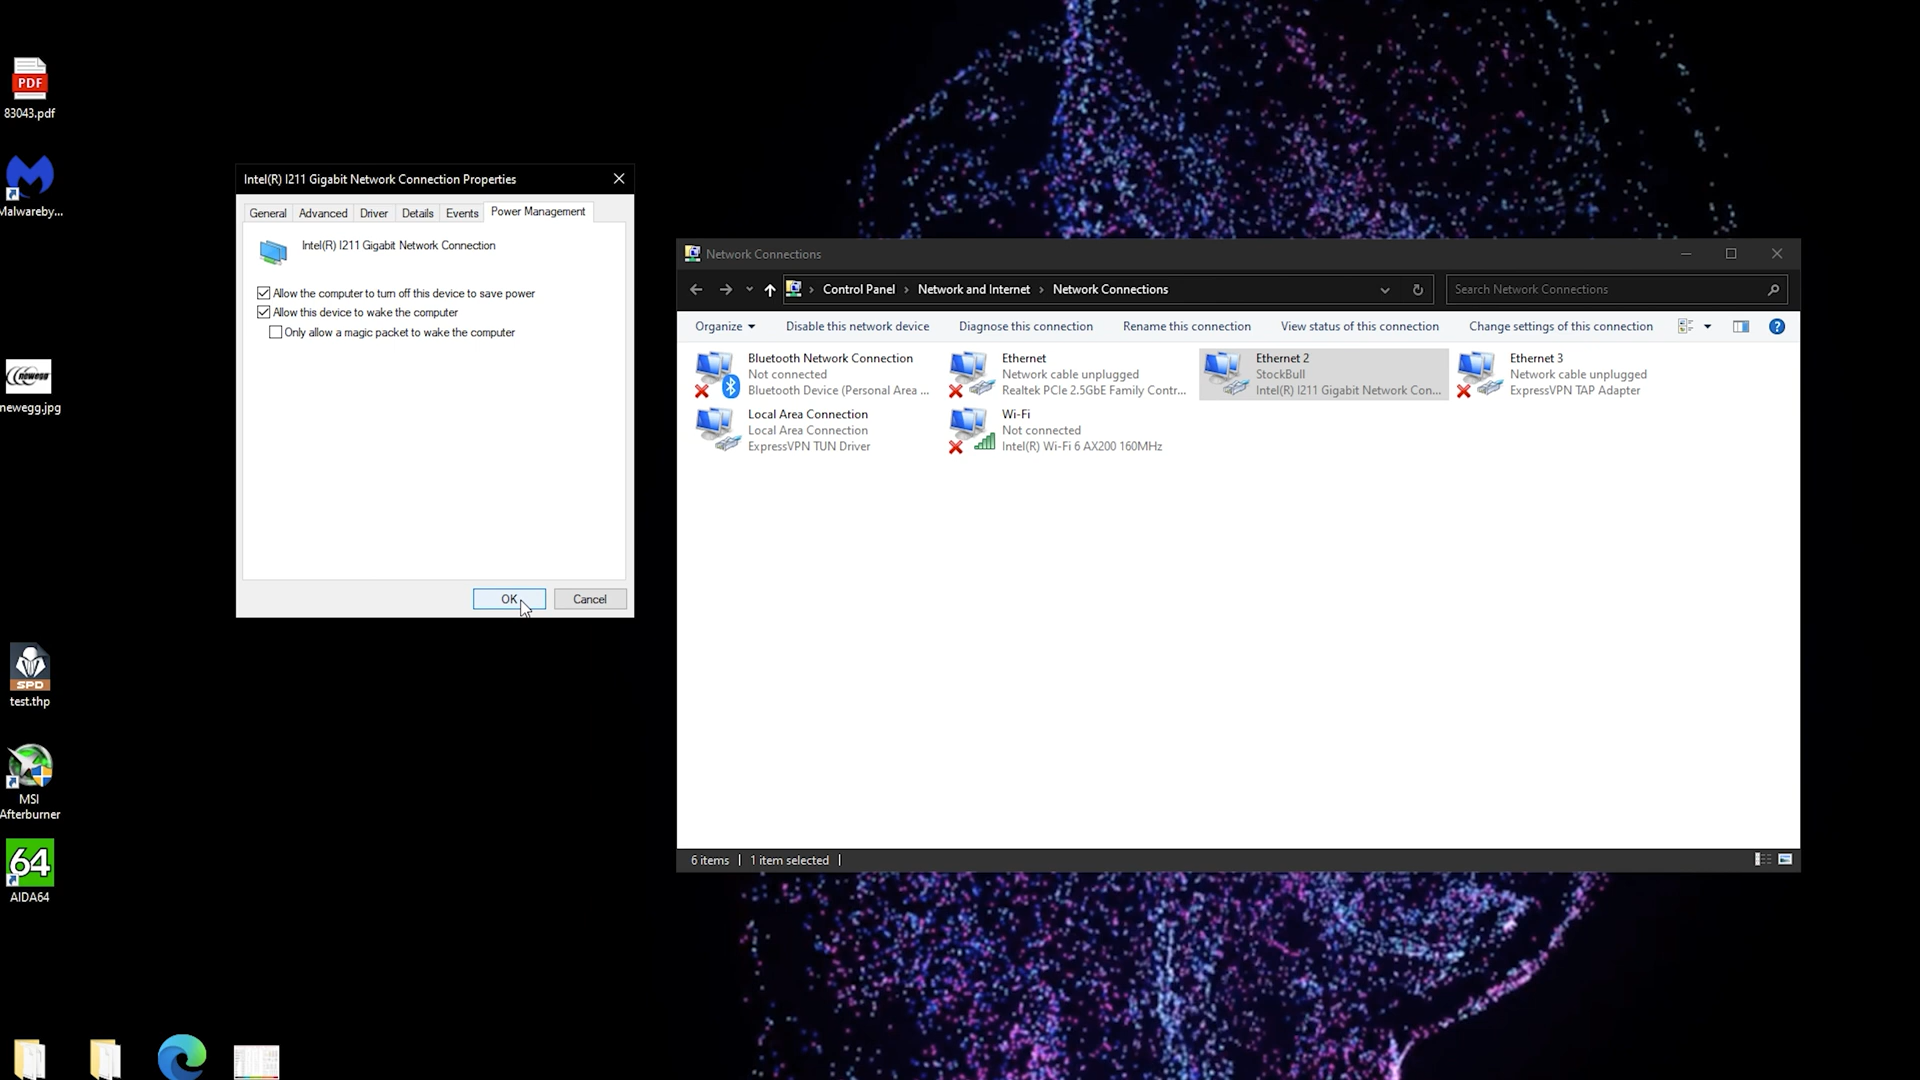 PDF
83043.pdf
Malwareby...
newegg
newegg.jpg
SPD
test.thp
MSI
Afterburner
64
AIDA64
Intel(R) I211 Gigabit Network Connection Properties
General
Advanced
Driver
Details
Events
Power Management
Intel(R) I211 Gigabit Network Connection
Allow the computer to turn off this device to save power
Allow this device to wake the computer
Only allow a magic packet to wake the computer
OK
Cancel
Network Connections
Control Panel › Network and Internet › Network Connections
Search Network Connections
Organize
Disable this network device
Diagnose this connection
Rename this connection
View status of this connection
Change settings of this connection
?
Bluetooth Network Connection
Not connected
Bluetooth Device (Personal Area ...
Ethernet
Network cable unplugged
Realtek PCIe 2.5GbE Family Contr...
Ethernet 2
StockBull
Intel(R) I211 Gigabit Network Con...
Ethernet 3
Network cable unplugged
ExpressVPN TAP Adapter
Local Area Connection
Local Area Connection
ExpressVPN TUN Driver
Wi-Fi
Not connected
Intel(R) Wi-Fi 6 AX200 160MHz
6 items
1 item selected